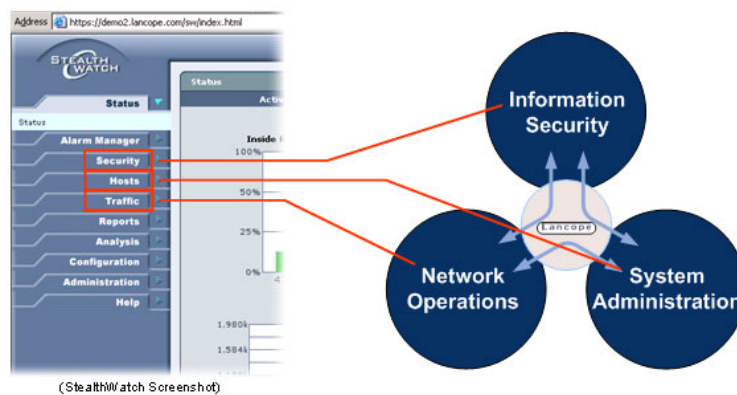 Address https://demo2.lancope.com/sw/index.html
STEALTH
WATCH
Status
Status
Status
Alarm Manager
Security
Hosts
Traffic
Reports
Analysis
Configuration
Administration
Help
Inside
100%
50%
25%
0%
4
1,980k
1,584k
Information
Security
Lancope
Network
Operations
System
Administration
(StealthWatch Screenshot)